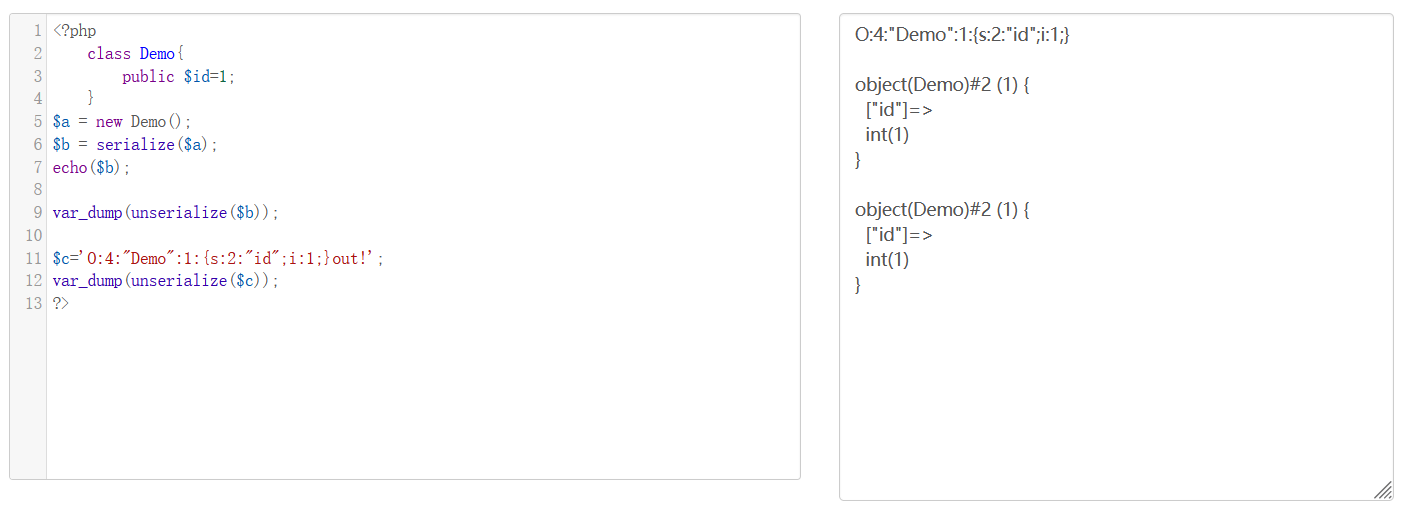 1 <?php
2     class Demo{
3         public $id=1;
4     }
5 $a = new Demo();
6 $b = serialize($a);
7 echo($b);
8
9 var_dump(unserialize($b));
10
11 $c='O:4:"Demo":1:{s:2:"id";i:1;}out!';
12 var_dump(unserialize($c));
13 ?>
O:4:"Demo":1:{s:2:"id";i:1;}
object(Demo)#2 (1) {
  ["id"]=>
  int(1)
}
object(Demo)#2 (1) {
  ["id"]=>
  int(1)
}